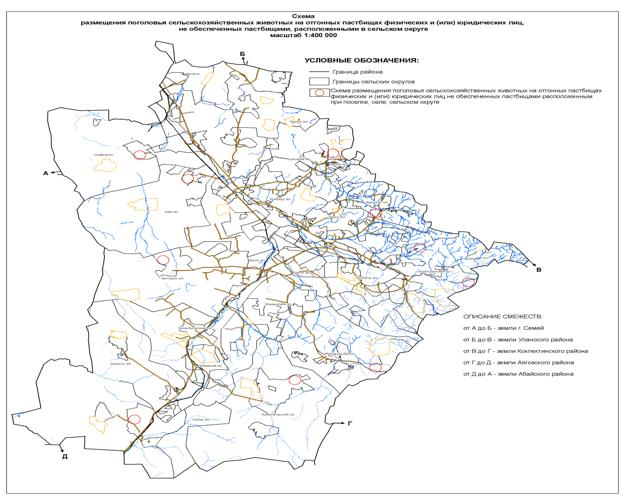 Схема
размещения поголовья сельскохозяйственных животных на отгонных пастбищах физических и (или) юридических лиц,
не обеспеченных пастбищами, расположенными в сельском округе
масштаб 1:400 000
Б
УСЛОВНЫЕ ОБОЗНАЧЕНИЯ:
Граница района
Границы сельских округов
Схема размещения поголовья сельскохозяйственных животных на отгонных пастбищах
физических и (или) юридических лиц не обеспеченных пастбищами расположенным
при поселке, селе, сельском округе
А
В
ОПИСАНИЕ СМЕЖЕСТВ
от А до Б - земли г. Семей
от Б до В - земли Уланского района
от В до Г - земли Кокпектинского района
от Г до Д - земли Аягозского района
от Д до А - земли Абайского района
Г
Д